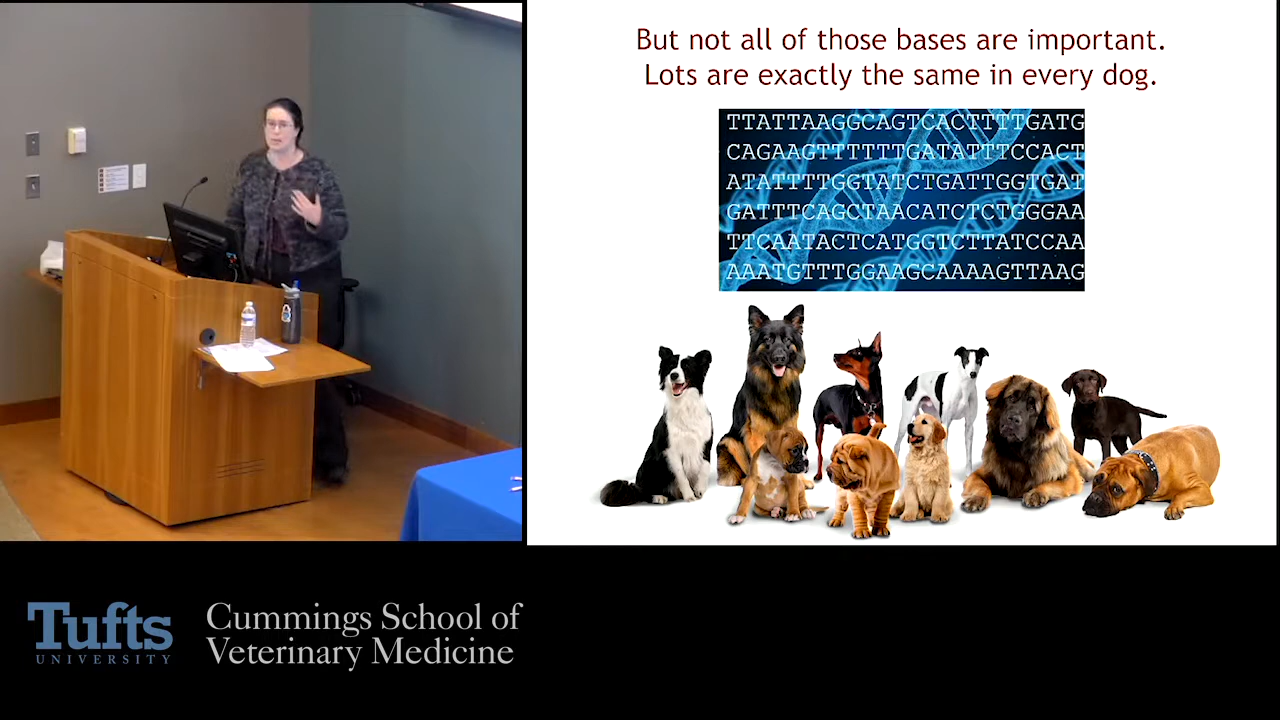 But not all of those bases are important.
Lots are exactly the same in every dog.
TTATTAAGGCAGTCACTTTTGATG
CAGAAGTTTTTTGATATTTCCACT
ATATTTTGGTATCTGATTGGTGAT
GATTTCAGCTAACATCTCTGGGAA
TTCAATACTCATGGTCTTATCCAA
AAATGTTTGGAAGCAAAAGTTAAG
Tufts
UNIVERSITY
Cummings School of
Veterinary Medicine